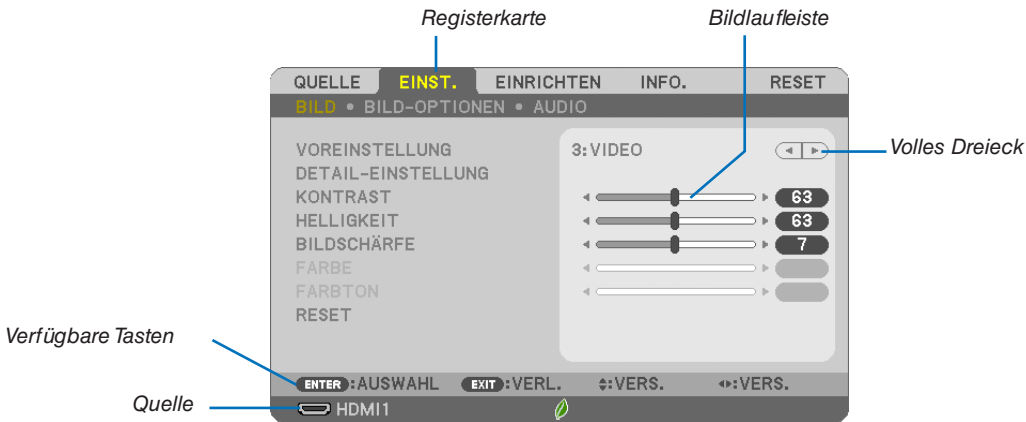 Registerkarte Bildlaufleiste
QUELLE EINST. EINRICHTEN INFO. RESET
BILD • BILD-OPTIONEN • AUDIO
VOREINSTELLUNG 3:VIDEO Volles Dreieck
DETAIL-EINSTELLUNG
KONTRAST 63
HELLIGKEIT 63
BILDSCHÄRFE 7
FARBE
FARBTON
RESET
Verfügbare Tasten
ENTER:AUSWAHL EXIT:VERL. :VERS. :VERS.
Quelle HDMI1